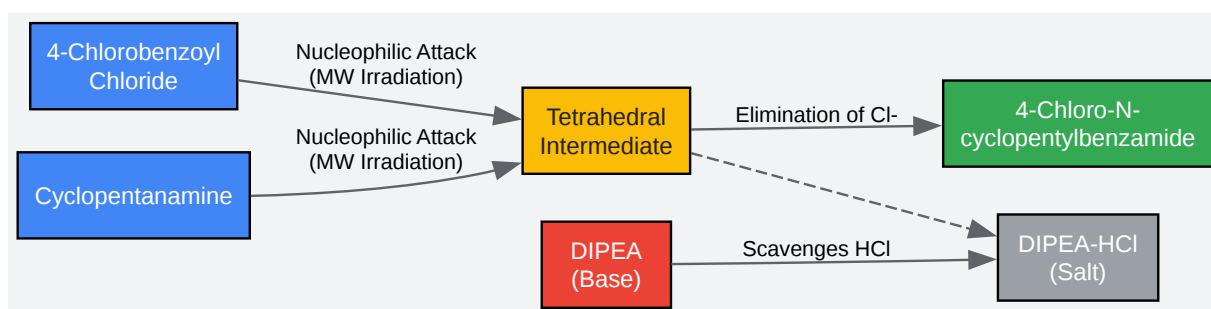 4-Chlorobenzoyl
Chloride
Nucleophilic Attack
(MW Irradiation)
Cyclopentanamine
Nucleophilic Attack
(MW Irradiation)
Tetrahedral
Intermediate
Elimination of Cl-
4-Chloro-N-
cyclopentylbenzamide
DIPEA
(Base)
Scavenges HCl
DIPEA-HCl
(Salt)